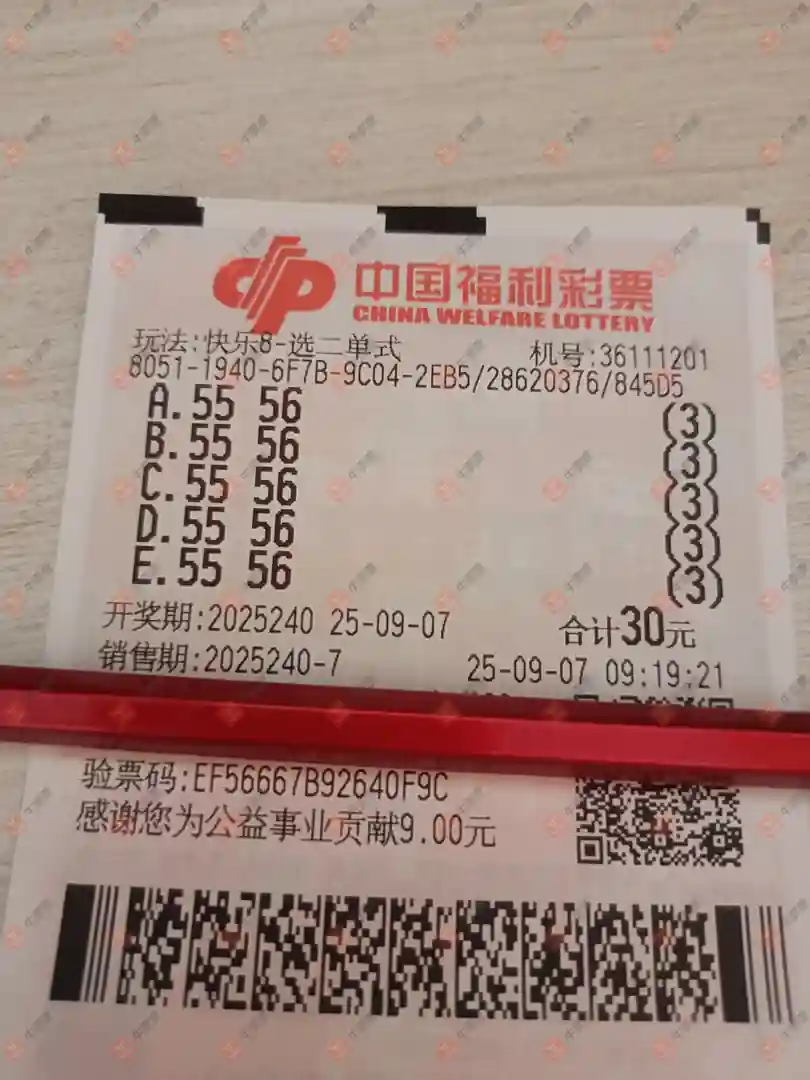 中国福利彩票
CHINA WELFARE LOTTERY
玩法:快乐8-选二单式 机号:36111201
8051-1940-6F7B-9C04-2EB5/28620376/845D5
A.55 56 (3)
B.55 56 (3)
C.55 56 (3)
D.55 56 (3)
E.55 56 (3)
开奖期:2025240 25-09-07 合计30元
销售期:2025240-7 25-09-07 09:19:21
验票码:EF56667B92640F9C
感谢您为公益事业贡献9.00元